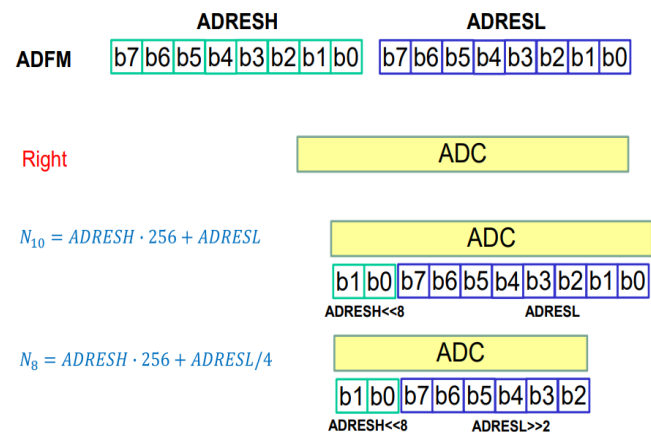 ADRESH ADRESL
ADFM b7 b6 b5 b4 b3 b2 b1 b0 b7 b6 b5 b4 b3 b2 b1 b0
Right ADC
N₁₀ = ADRESH · 256 + ADRESL ADC
b1 b0 b7 b6 b5 b4 b3 b2 b1 b0
ADRESH<<8 ADRESL
N₈ = ADRESH · 256 + ADRESL/4 ADC
b1 b0 b7 b6 b5 b4 b3 b2
ADRESH<<8 ADRESL>>2